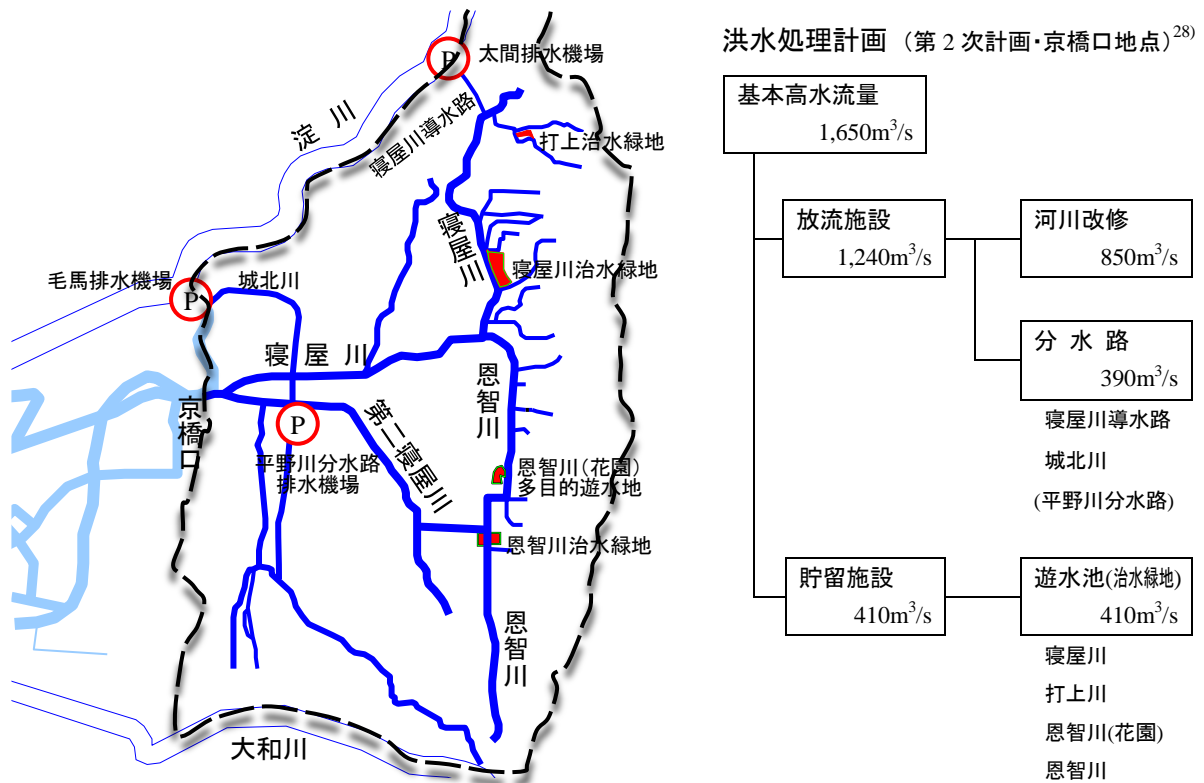 P
太間排水機場
淀川
寝屋川導水路
打上治水緑地
寝屋川
寝屋川治水緑地
毛馬排水機場
P
城北川
寝屋川
京橋口
P
平野川分水路
排水機場
第二寝屋川
恩智川
恩智川(花園)
多目的遊水地
恩智川治水緑地
恩智川
大和川
洪水処理計画 (第2次計画・京橋口地点)28)
基本高水流量
1,650m³/s
放流施設
1,240m³/s
河川改修
850m³/s
分 水 路
390m³/s
寝屋川導水路
城北川
(平野川分水路)
貯留施設
410m³/s
遊水池(治水緑地)
410m³/s
寝屋川
打上川
恩智川(花園)
恩智川